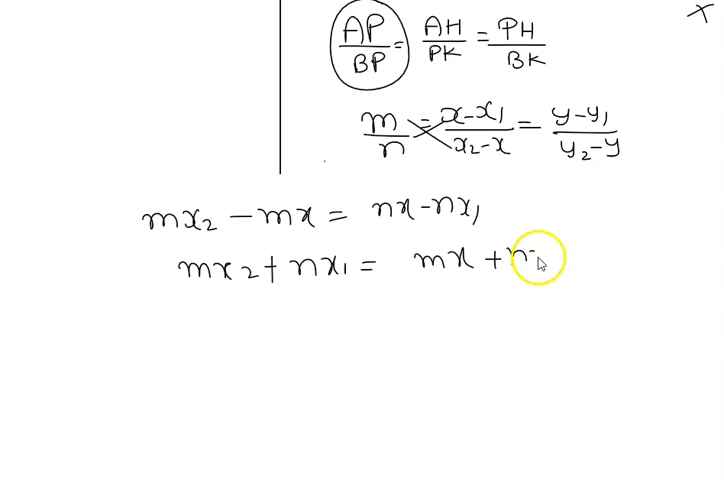 AP/BP = AH/PK = PH/BK
m/n = x-x₁/x₂-x = y-y₁/y₂-y
mx₂ - mx = nx-nx₁
mx₂ + nx₁ = mx + n